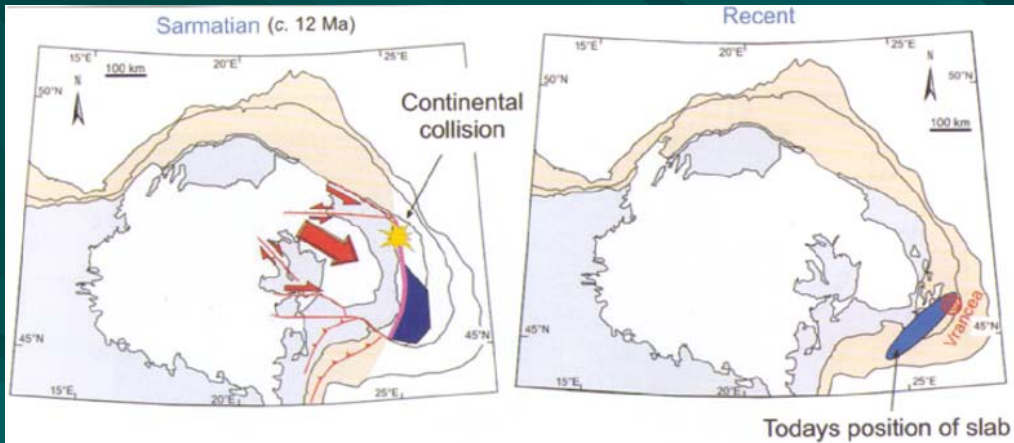 Sarmatian (c. 12 Ma)
15°E
20°E
25°E
100 km
N
50°N
Continental
collision
45°N
15°E
20°E
25°E
Recent
15°E
20°E
25°E
N
50°N
50°N
100 km
Vrancea
45°N
45°N
15°E
20°E
25°E
Todays position of slab